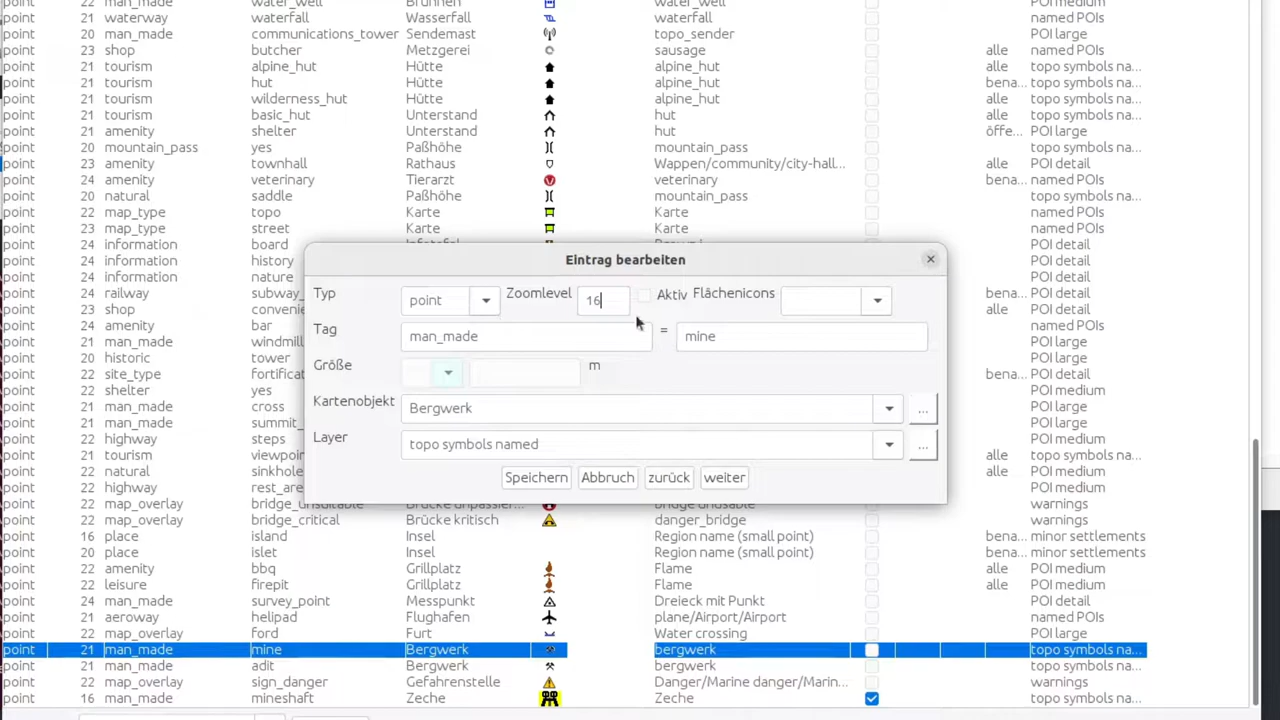 point 22 man_made water_well Brunnen water_well POI medium
point 21 waterway waterfall Wasserfall waterfall named POIs
point 20 man_made communications_tower Sendemast topo_sender POI large
point 23 shop butcher Metzgerei sausage alle named POIs
point 21 tourism alpine_hut Hütte alpine_hut alle topo symbols na...
point 21 tourism hut Hütte alpine_hut bena... topo symbols na...
point 21 tourism wilderness_hut Hütte alpine_hut alle topo symbols na...
point 21 tourism basic_hut Unterstand hut alle topo symbols na...
point 21 amenity shelter Unterstand hut öffe... POI large
point 20 mountain_pass yes Paßhöhe mountain_pass topo symbols na...
point 23 amenity townhall Rathaus Wappen/community/city-hall... alle POI detail
point 24 amenity veterinary Tierarzt veterinary bena... POI detail
point 20 natural saddle Paßhöhe mountain_pass topo symbols na...
point 22 map_type topo Karte Karte named POIs
point 23 map_type street Karte Karte named POIs
point 24 information board POI detail
point 24 information history POI detail
point 24 information nature POI detail
point 24 railway subway_ bena... POI detail
point 23 shop convenie alle POI detail
point 24 amenity bar bena... POI detail
point 20 historic tower POI large
point 22 site_type fortificat bena... POI detail
point 22 shelter yes POI medium
point 21 man_made cross POI large
point 21 man_made summit_ POI large
point 22 highway steps POI medium
point 21 tourism viewpoin alle topo symbols na...
point 22 natural sinkhole alle POI medium
point 22 highway rest_area POI medium
point 22 map_overlay bridge_unsuitable Brücke unpassier... bridge unusable warnings
point 22 map_overlay bridge_critical Brücke kritisch danger_bridge warnings
point 16 place island Insel Region name (small point) bena... minor settlements
point 20 place islet Insel Region name (small point) bena... minor settlements
point 22 amenity bbq Grillplatz Flame alle POI medium
point 22 leisure firepit Grillplatz Flame alle POI medium
point 24 man_made survey_point Messpunkt Dreieck mit Punkt POI detail
point 21 aeroway helipad Flughafen plane/Airport/Airport named POIs
point 22 map_overlay ford Furt Water crossing POI large
point 21 man_made mine Bergwerk bergwerk topo symbols na...
point 21 man_made adit Bergwerk bergwerk topo symbols na...
point 22 map_overlay sign_danger Gefahrenstelle Danger/Marine danger/Marin... warnings
point 16 man_made mineshaft Zeche Zeche topo symbols na...
Eintrag bearbeiten
Typ point Zoomlevel 16 Aktiv Flächenicons
Tag man_made = mine
Größe m
Kartenobjekt Bergwerk ...
Layer topo symbols named ...
Speichern Abbruch zurück weiter